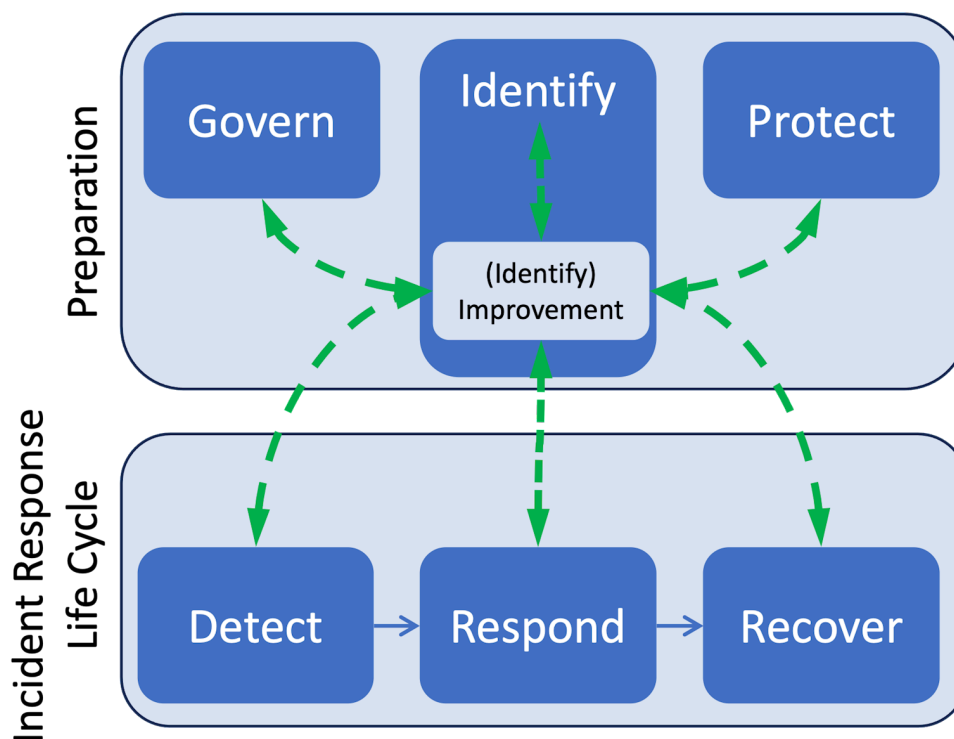 Preparation
Govern
Identify
Protect
(Identify)
Improvement
Incident Response
Life Cycle
Detect
Respond
Recover